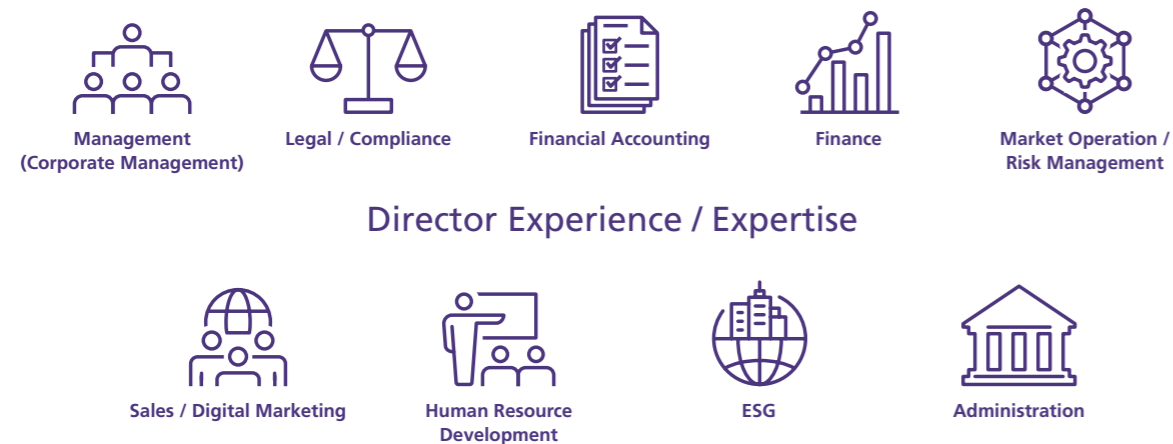 Management
(Corporate Management)
Legal / Compliance
Financial Accounting
Finance
Market Operation /
Risk Management
Director Experience / Expertise
Sales / Digital Marketing
Human Resource
Development
ESG
Administration